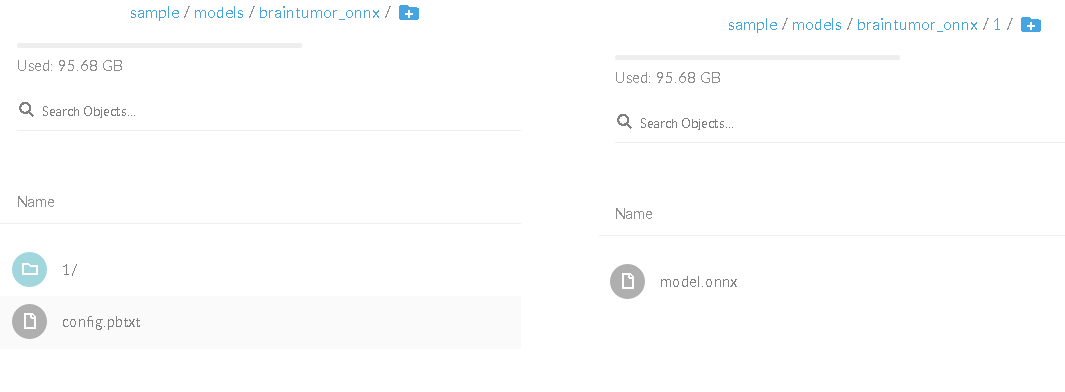 sample / models / braintumor_onnx /
Used: 95.68 GB
Search Objects...
Name
1/
config.pbtxt
sample / models / braintumor_onnx / 1 /
Used: 95.68 GB
Search Objects...
Name
model.onnx